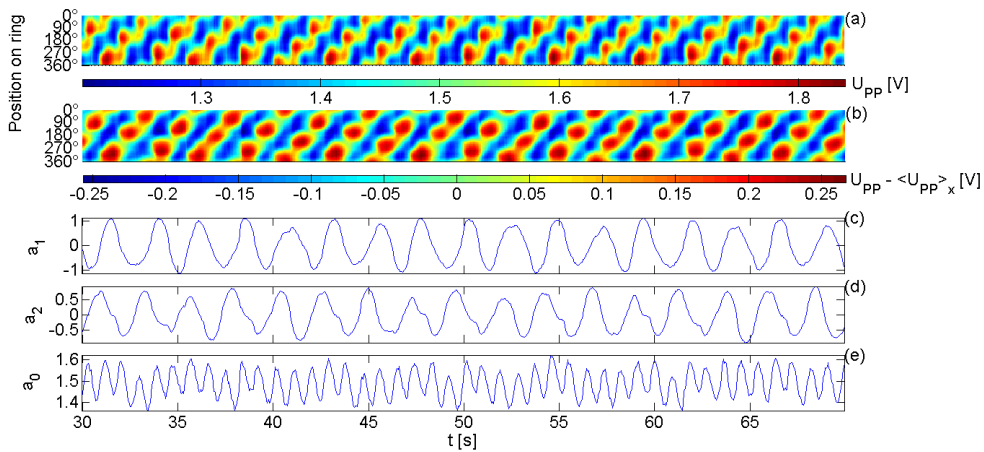 0°
90°
180°
270°
360°
(a)
1.3 1.4 1.5 1.6 1.7 1.8
U_PP [V]
Position on ring
0°
90°
180°
270°
360°
(b)
-0.25 -0.2 -0.15 -0.1 -0.05 0 0.05 0.1 0.15 0.2 0.25
U_PP - <U_PP>_x [V]
a_1
1
0
-1
(c)
a_2
0.5
0
-0.5
(d)
a_0
1.6
1.5
1.4
(e)
30 35 40 45 50 55 60 65
t [s]